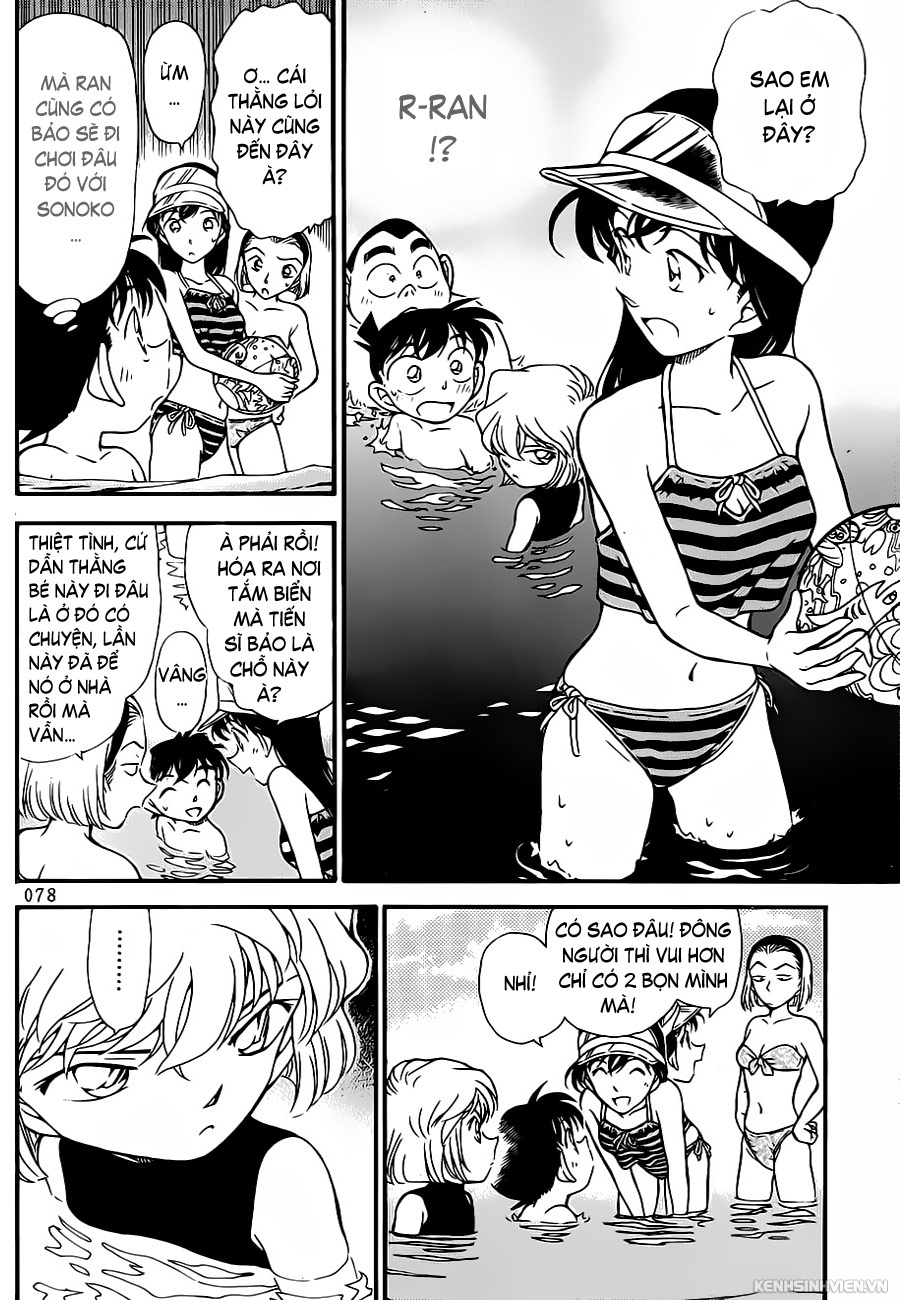 SAO EM
LẠI Ở
ĐÂY?
R-RAN
!?
Ơ... CÁI
THẰNG LỎI
NÀY CŨNG
ĐẾN ĐÂY
À?
ỪM
...
MÀ RAN
CŨNG CÓ
BẢO SẼ ĐI
CHƠI ĐÂU
ĐÓ VỚI
SONOKO
...
À PHẢI RỒI!
HÓA RA NƠI
TẮM BIỂN
MÀ TIẾN
SĨ BẢO LÀ
CHỖ NÀY
À?
VÂNG
...
THIỆT TÌNH, CỨ
DẪN THẰNG
BÉ NÀY ĐI ĐÂU
LÀ Ở ĐÓ CÓ
CHUYỆN, LẦN
NÀY ĐÃ ĐỂ
NÓ Ở NHÀ
RỒI MÀ
VẪN...
078
CÓ SAO ĐÂU! ĐÔNG
NGƯỜI THÌ VUI HƠN
CHỈ CÓ 2 BỌN MÌNH
MÀ!
NHỈ!
.........
KENHSINHVIEN.VN